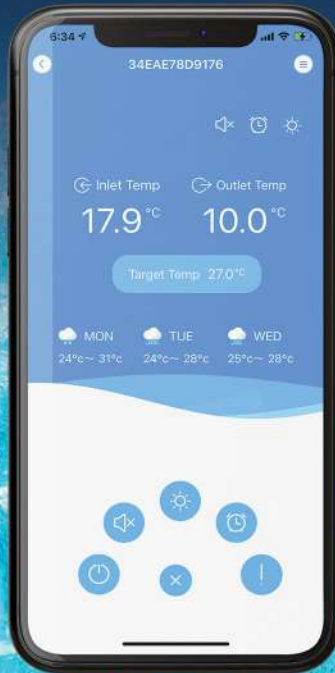 6:34
34EAE78D9176
Inlet Temp Outlet Temp
17.9°C 10.0°C
Target Temp 27.0°C
MON TUE WED
24°c~ 31°c 24°c~ 28°c 25°c~ 28°c